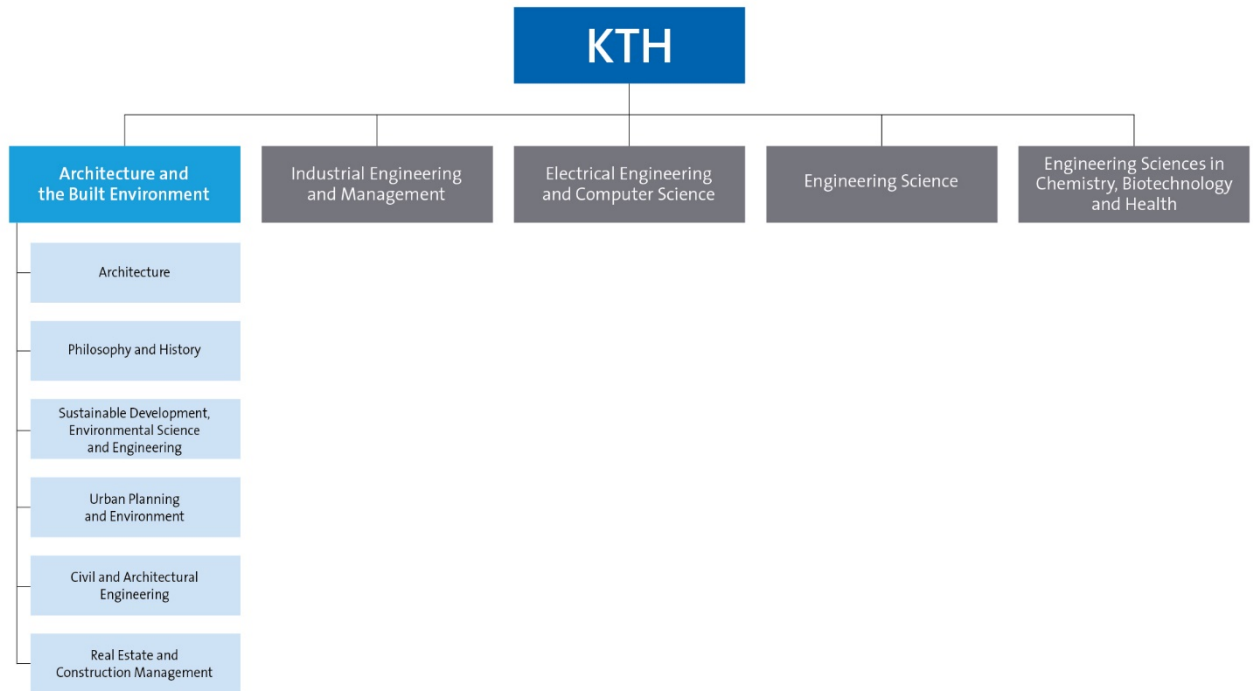 KTH
Architecture and
the Built Environment
Industrial Engineering
and Management
Electrical Engineering
and Computer Science
Engineering Science
Engineering Sciences in
Chemistry, Biotechnology
and Health
Architecture
Philosophy and History
Sustainable Development,
Environmental Science
and Engineering
Urban Planning
and Environment
Civil and Architectural
Engineering
Real Estate and
Construction Management